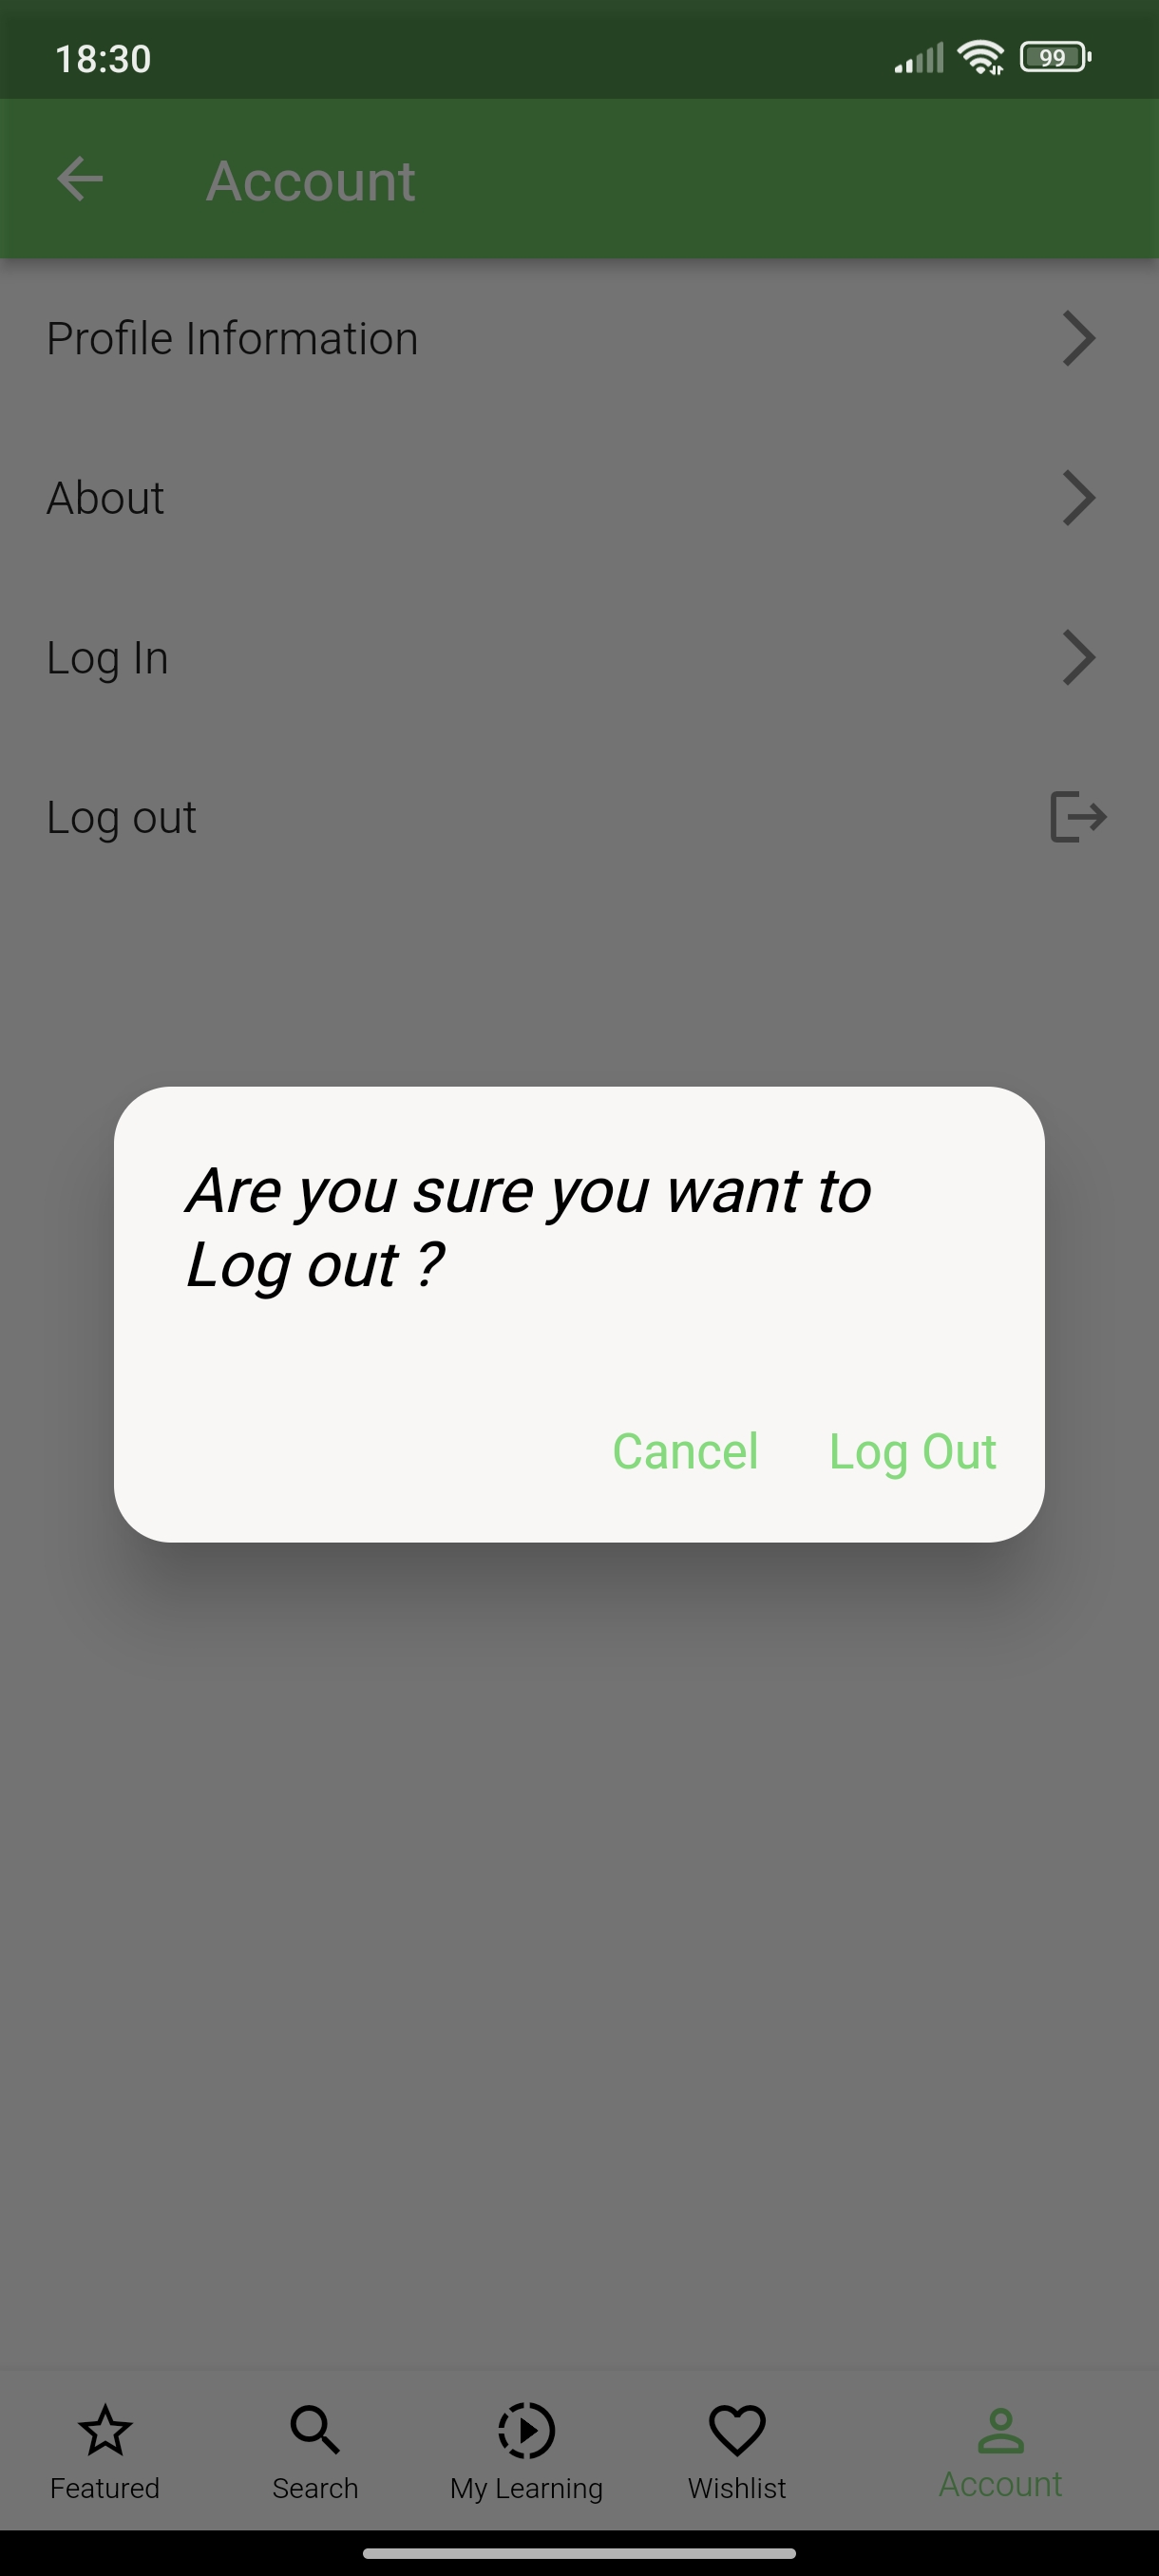 18:30
99
Account
Profile Information
About
Log In
Log out
Are you sure you want to
Log out ?
Cancel Log Out
Featured Search My Learning Wishlist Account